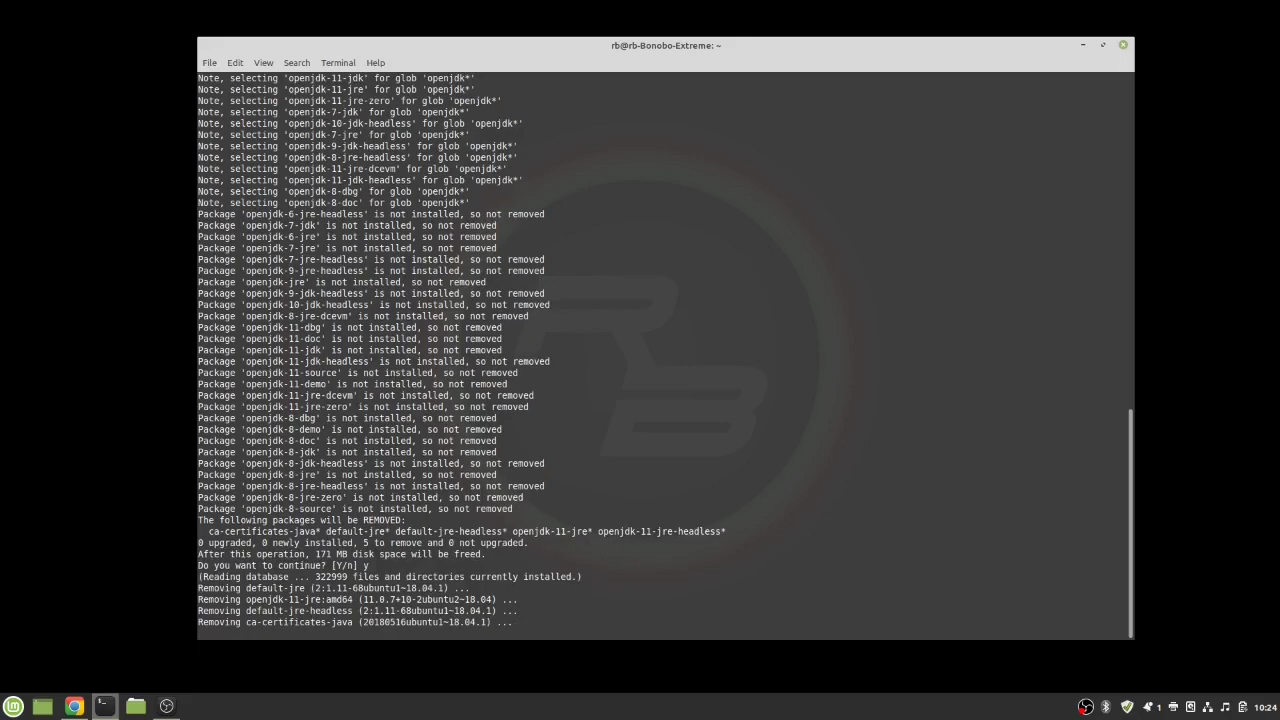 rb@rb-Bonobo-Extreme: ~
File Edit View Search Terminal Help
Note, selecting 'openjdk-11-jdk' for glob 'openjdk*'
Note, selecting 'openjdk-11-jre' for glob 'openjdk*'
Note, selecting 'openjdk-11-jre-zero' for glob 'openjdk*'
Note, selecting 'openjdk-7-jdk' for glob 'openjdk*'
Note, selecting 'openjdk-10-jdk-headless' for glob 'openjdk*'
Note, selecting 'openjdk-7-jre' for glob 'openjdk*'
Note, selecting 'openjdk-9-jdk-headless' for glob 'openjdk*'
Note, selecting 'openjdk-8-jre-headless' for glob 'openjdk*'
Note, selecting 'openjdk-11-jre-dcevm' for glob 'openjdk*'
Note, selecting 'openjdk-11-jdk-headless' for glob 'openjdk*'
Note, selecting 'openjdk-8-dbg' for glob 'openjdk*'
Note, selecting 'openjdk-8-doc' for glob 'openjdk*'
Package 'openjdk-6-jre-headless' is not installed, so not removed
Package 'openjdk-7-jdk' is not installed, so not removed
Package 'openjdk-6-jre' is not installed, so not removed
Package 'openjdk-7-jre' is not installed, so not removed
Package 'openjdk-7-jre-headless' is not installed, so not removed
Package 'openjdk-9-jre-headless' is not installed, so not removed
Package 'openjdk-jre' is not installed, so not removed
Package 'openjdk-9-jdk-headless' is not installed, so not removed
Package 'openjdk-10-jdk-headless' is not installed, so not removed
Package 'openjdk-8-jre-dcevm' is not installed, so not removed
Package 'openjdk-11-dbg' is not installed, so not removed
Package 'openjdk-11-doc' is not installed, so not removed
Package 'openjdk-11-jdk' is not installed, so not removed
Package 'openjdk-11-jdk-headless' is not installed, so not removed
Package 'openjdk-11-source' is not installed, so not removed
Package 'openjdk-11-demo' is not installed, so not removed
Package 'openjdk-11-jre-dcevm' is not installed, so not removed
Package 'openjdk-11-jre-zero' is not installed, so not removed
Package 'openjdk-8-dbg' is not installed, so not removed
Package 'openjdk-8-demo' is not installed, so not removed
Package 'openjdk-8-doc' is not installed, so not removed
Package 'openjdk-8-jdk' is not installed, so not removed
Package 'openjdk-8-jdk-headless' is not installed, so not removed
Package 'openjdk-8-jre' is not installed, so not removed
Package 'openjdk-8-jre-headless' is not installed, so not removed
Package 'openjdk-8-jre-zero' is not installed, so not removed
Package 'openjdk-8-source' is not installed, so not removed
The following packages will be REMOVED:
ca-certificates-java* default-jre* default-jre-headless* openjdk-11-jre* openjdk-11-jre-headless*
0 upgraded, 0 newly installed, 5 to remove and 0 not upgraded.
After this operation, 171 MB disk space will be freed.
Do you want to continue? [Y/n] y
(Reading database ... 322999 files and directories currently installed.)
Removing default-jre (2:1.11-68ubuntu1~18.04.1) ...
Removing openjdk-11-jre:amd64 (11.0.7+10-2ubuntu2~18.04) ...
Removing default-jre-headless (2:1.11-68ubuntu1~18.04.1) ...
Removing ca-certificates-java (20180516ubuntu1~18.04.1) ...
RB
1
10:24